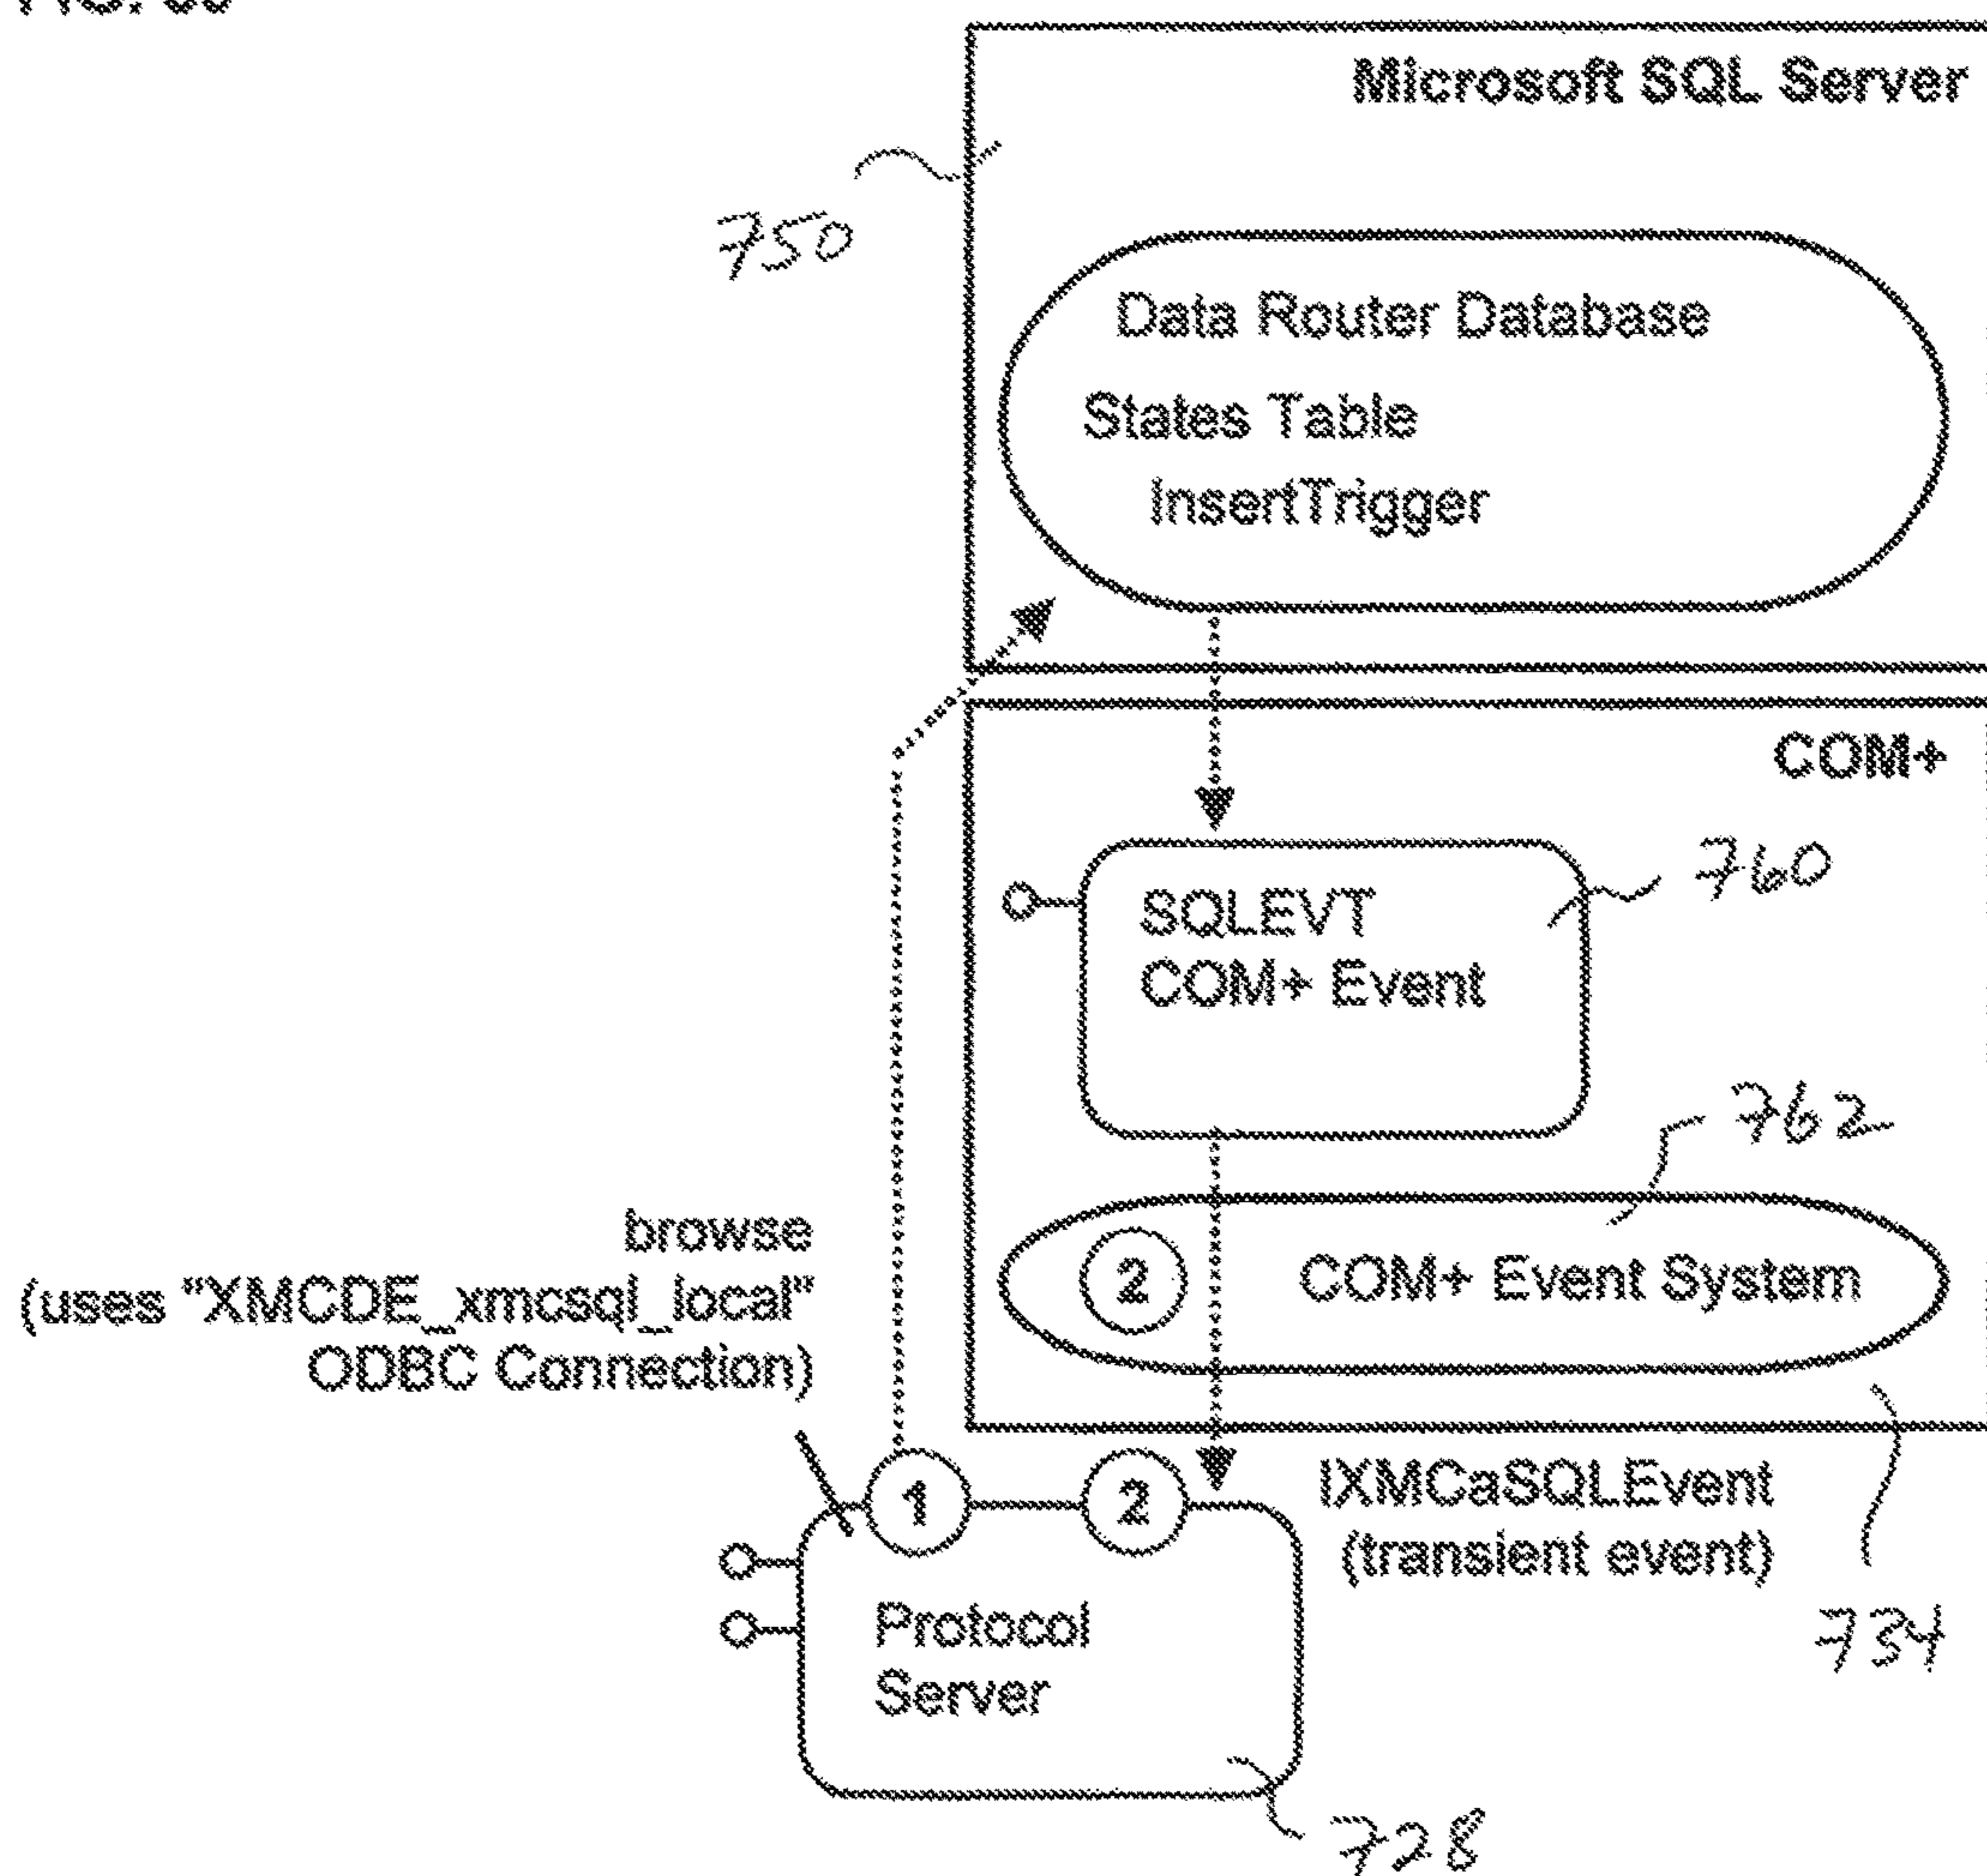 Microsoft SQL Server
750
Data Router Database
States Table
InsertTrigger
COM+
760
SQLEVT
COM+ Event
762
browse
(uses "XMCDE_xmcsql_local"
ODBC Connection)
2
COM+ Event System
1
2
IXMCaSQLEvent
(transient event)
Protocol
Server
734
728